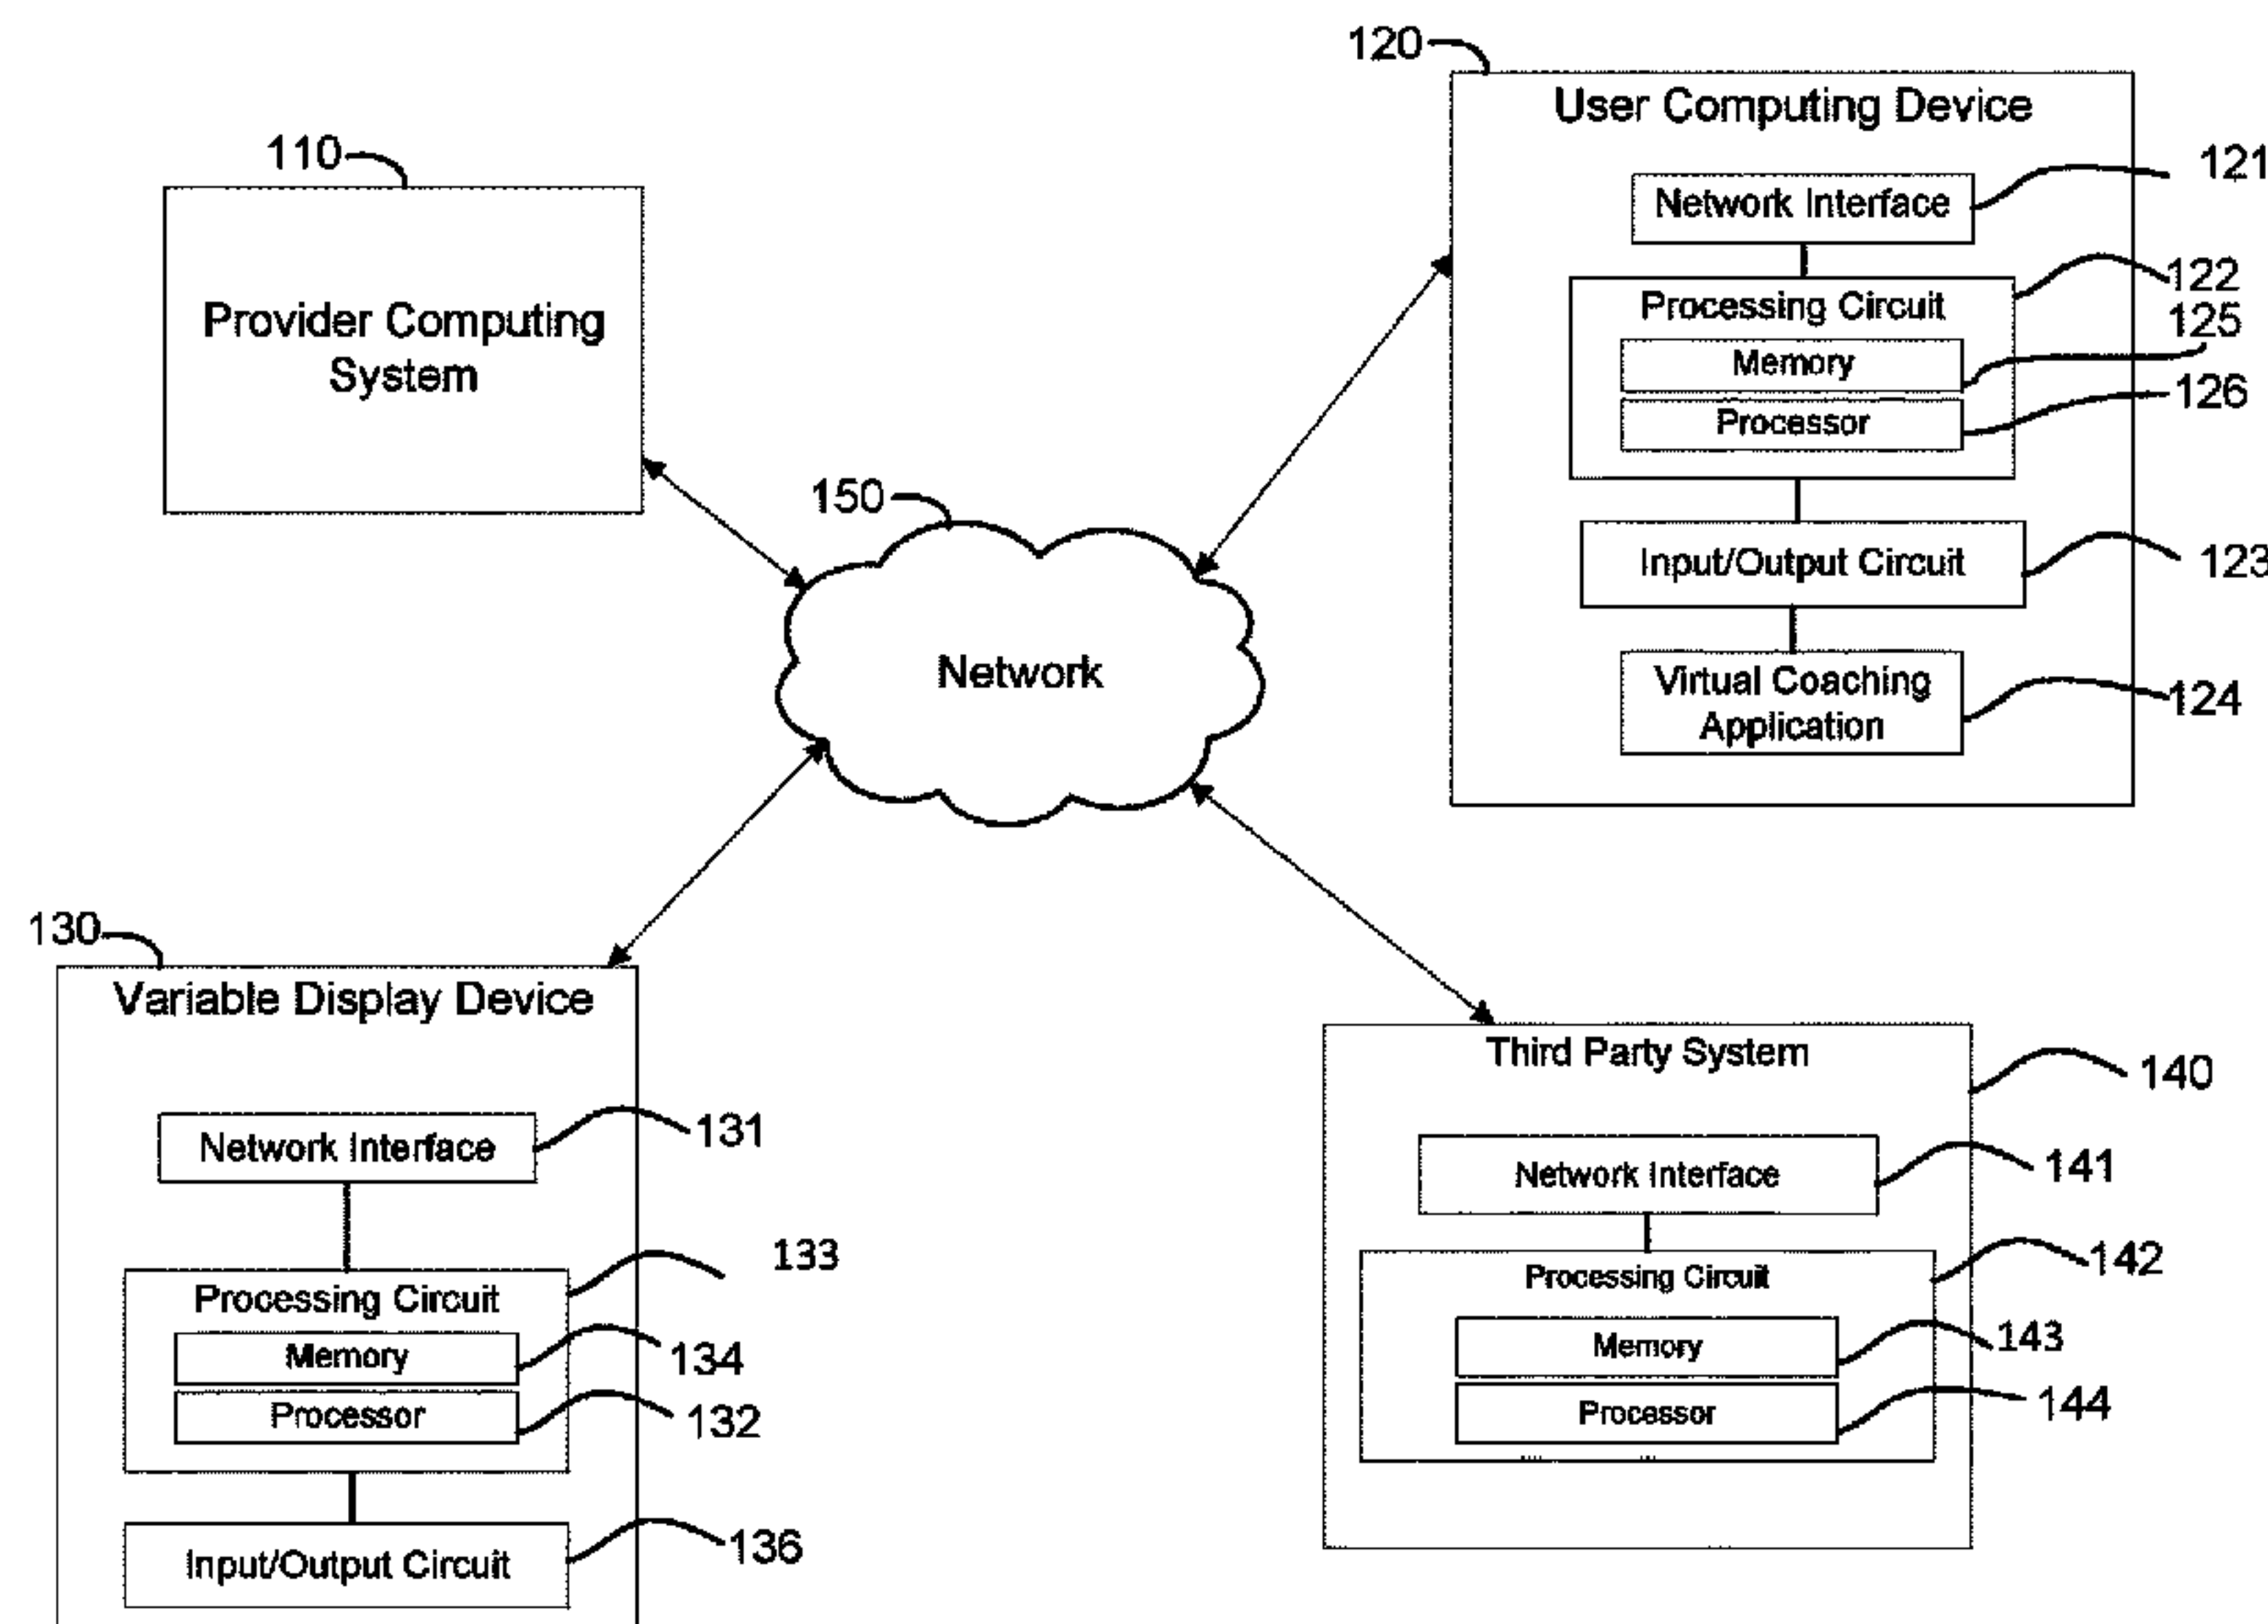 120
User Computing Device
110
121
Network Interface
122
Processing Circuit
125
Provider Computing
System
Memory
126
Processor
150
Input/Output Circuit
123
Network
Virtual Coaching
Application
124
130
Variable Display Device
Third Party System
140
Network Interface
131
Network Interface
141
133
Processing Circuit
142
Processing Circuit
Memory
134
Memory
143
Processor
132
Processor
144
Input/Output Circuit
136